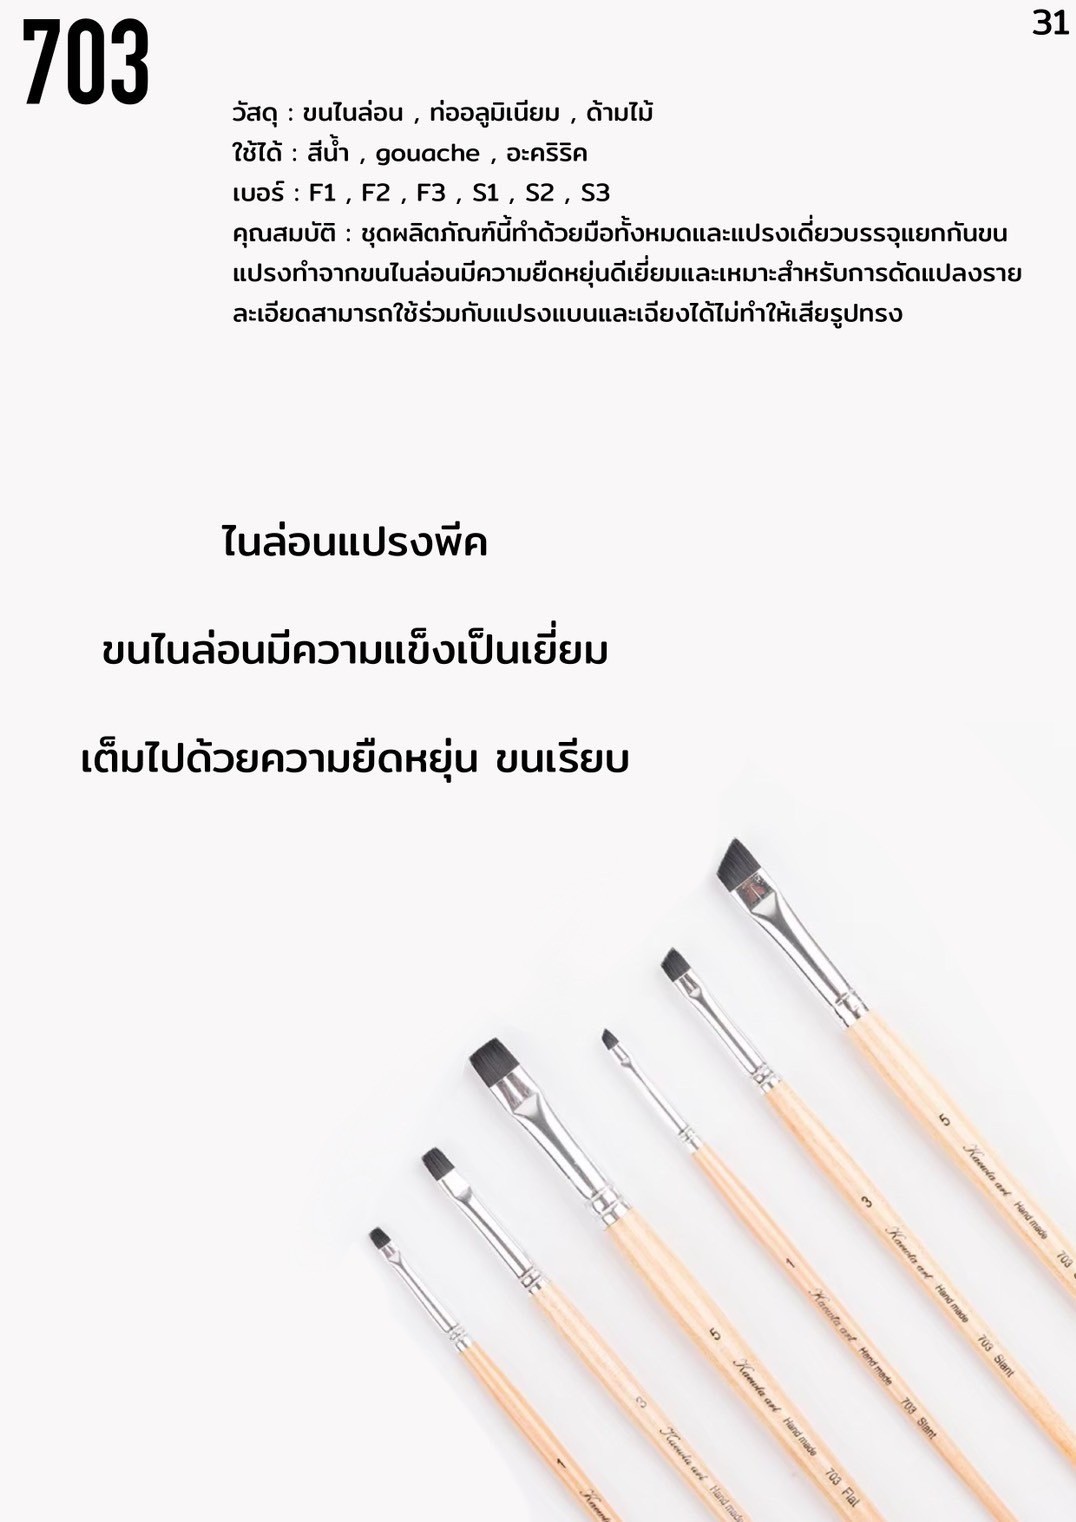 703
31
วัสดุ : ขนไนล่อน , ท่ออลูมิเนียม , ด้ามไม้
ใช้ได้ : สีน้ำ , gouache , อะคริริค
เบอร์ : F1 , F2 , F3 , S1 , S2 , S3
คุณสมบัติ : ชุดผลิตภัณฑ์นี้ทำด้วยมือทั้งหมดและแปรงเดี่ยวบรรจุแยกกันขน
แปรงทำจากขนไนล่อนมีความยืดหยุ่นดีเยี่ยมและเหมาะสำหรับการดัดแปลงราย
ละเอียดสามารถใช้ร่วมกับแปรงแบนและเฉียงได้ไม่ทำให้เสียรูปทรง
ไนล่อนแปรงพีค
ขนไนล่อนมีความแข็งเป็นเยี่ยม
เต็มไปด้วยความยืดหยุ่น ขนเรียบ
5 Kaerola art Hand made 703
3 Kaerola art Hand made 703 Slant
1 Kaerola art Hand made 703 Slant
5 Kaerola art Hand made 703 Flat
3 Kaerola art Hand made
1